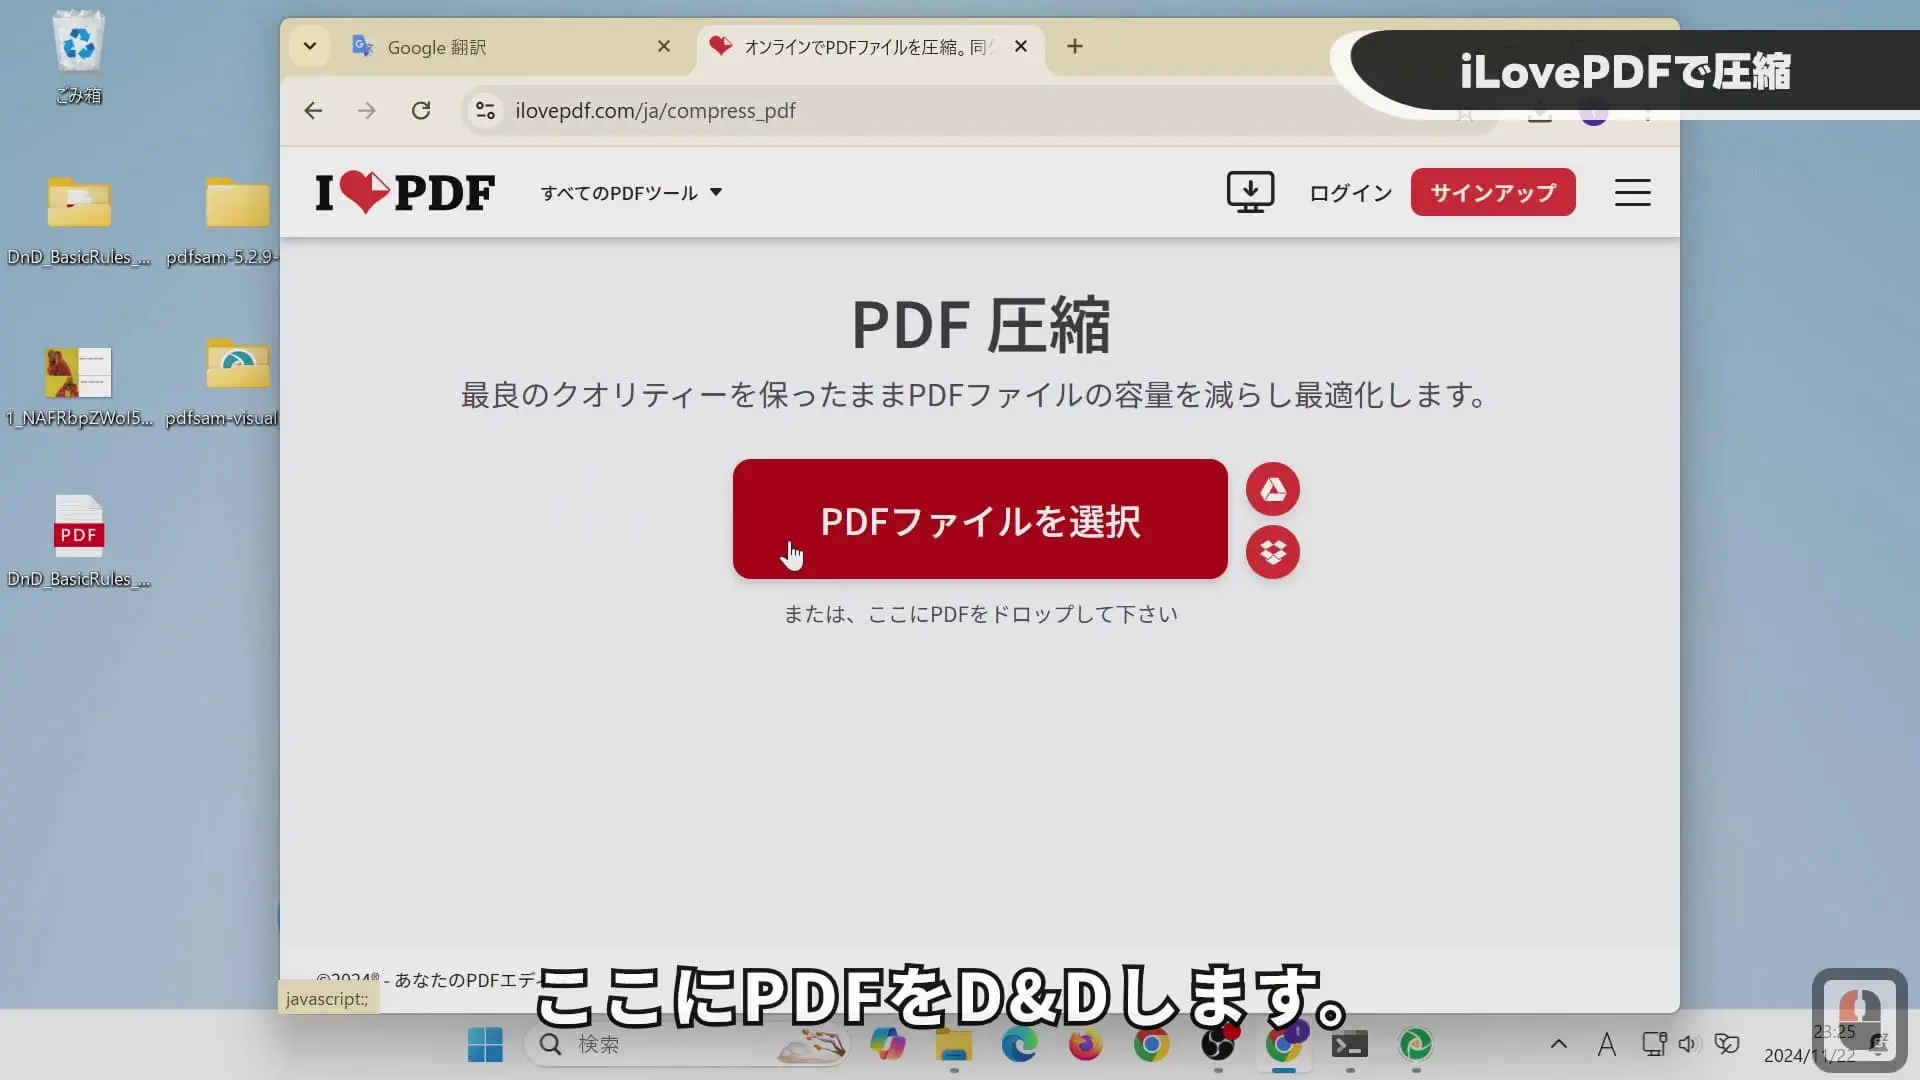 ごみ箱
DnD_BasicRules_...
pdfsam-5.2.9-
1_NAFRbpZWoI5...
pdfsam-visual
PDF
DnD_BasicRules_...
Google 翻訳
オンラインでPDFファイルを圧縮。同
iLovePDFで圧縮
ilovepdf.com/ja/compress_pdf
I PDF
すべてのPDFツール
ログイン
サインアップ
PDF 圧縮
最良のクオリティーを保ったままPDFファイルの容量を減らし最適化します。
PDFファイルを選択
または、ここにPDFをドロップして下さい
©2024® - あなたのPDFエデ
javascript:;
ここにPDFをD&Dします。
検索
A
23:25
2024/11/22